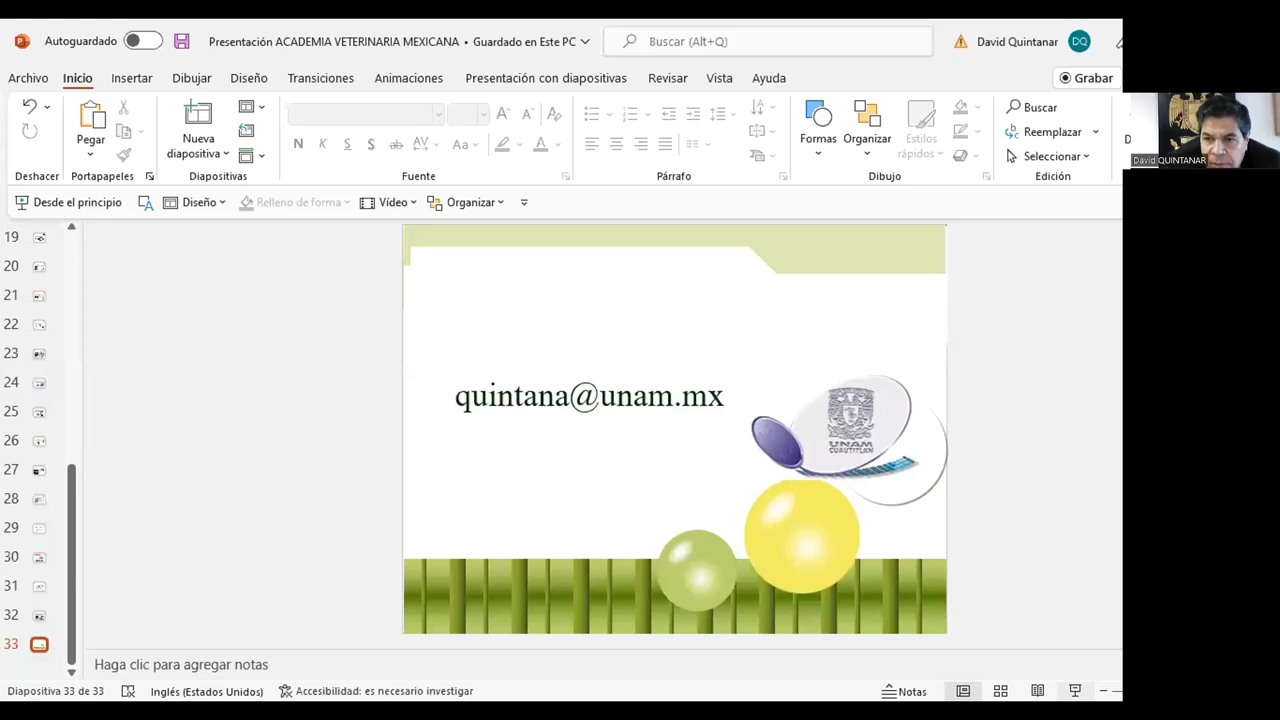 Autoguardado
Presentación ACADEMIA VETERINARIA MEXICANA • Guardado en Este PC
Buscar (Alt+Q)
David Quintanar
DQ
Archivo Inicio Insertar Dibujar Diseño Transiciones Animaciones Presentación con diapositivas Revisar Vista Ayuda
Grabar
Pegar
Nueva
diapositiva
N K S S ab AV Aa A
Formas
Organizar
Estilos
rápidos
Buscar
Reemplazar
Seleccionar
Deshacer Portapapeles Diapositivas Fuente Párrafo Dibujo Edición
D
David QUINTANAR
Desde el principio
Diseño
Relleno de forma
Vídeo
Organizar
19
20
21
22
23
24
25
26
27
28
29
30
31
32
33
quintana@unam.mx
UNAM
CUAUTITLAN
Haga clic para agregar notas
Diapositiva 33 de 33
Inglés (Estados Unidos)
Accesibilidad: es necesario investigar
Notas